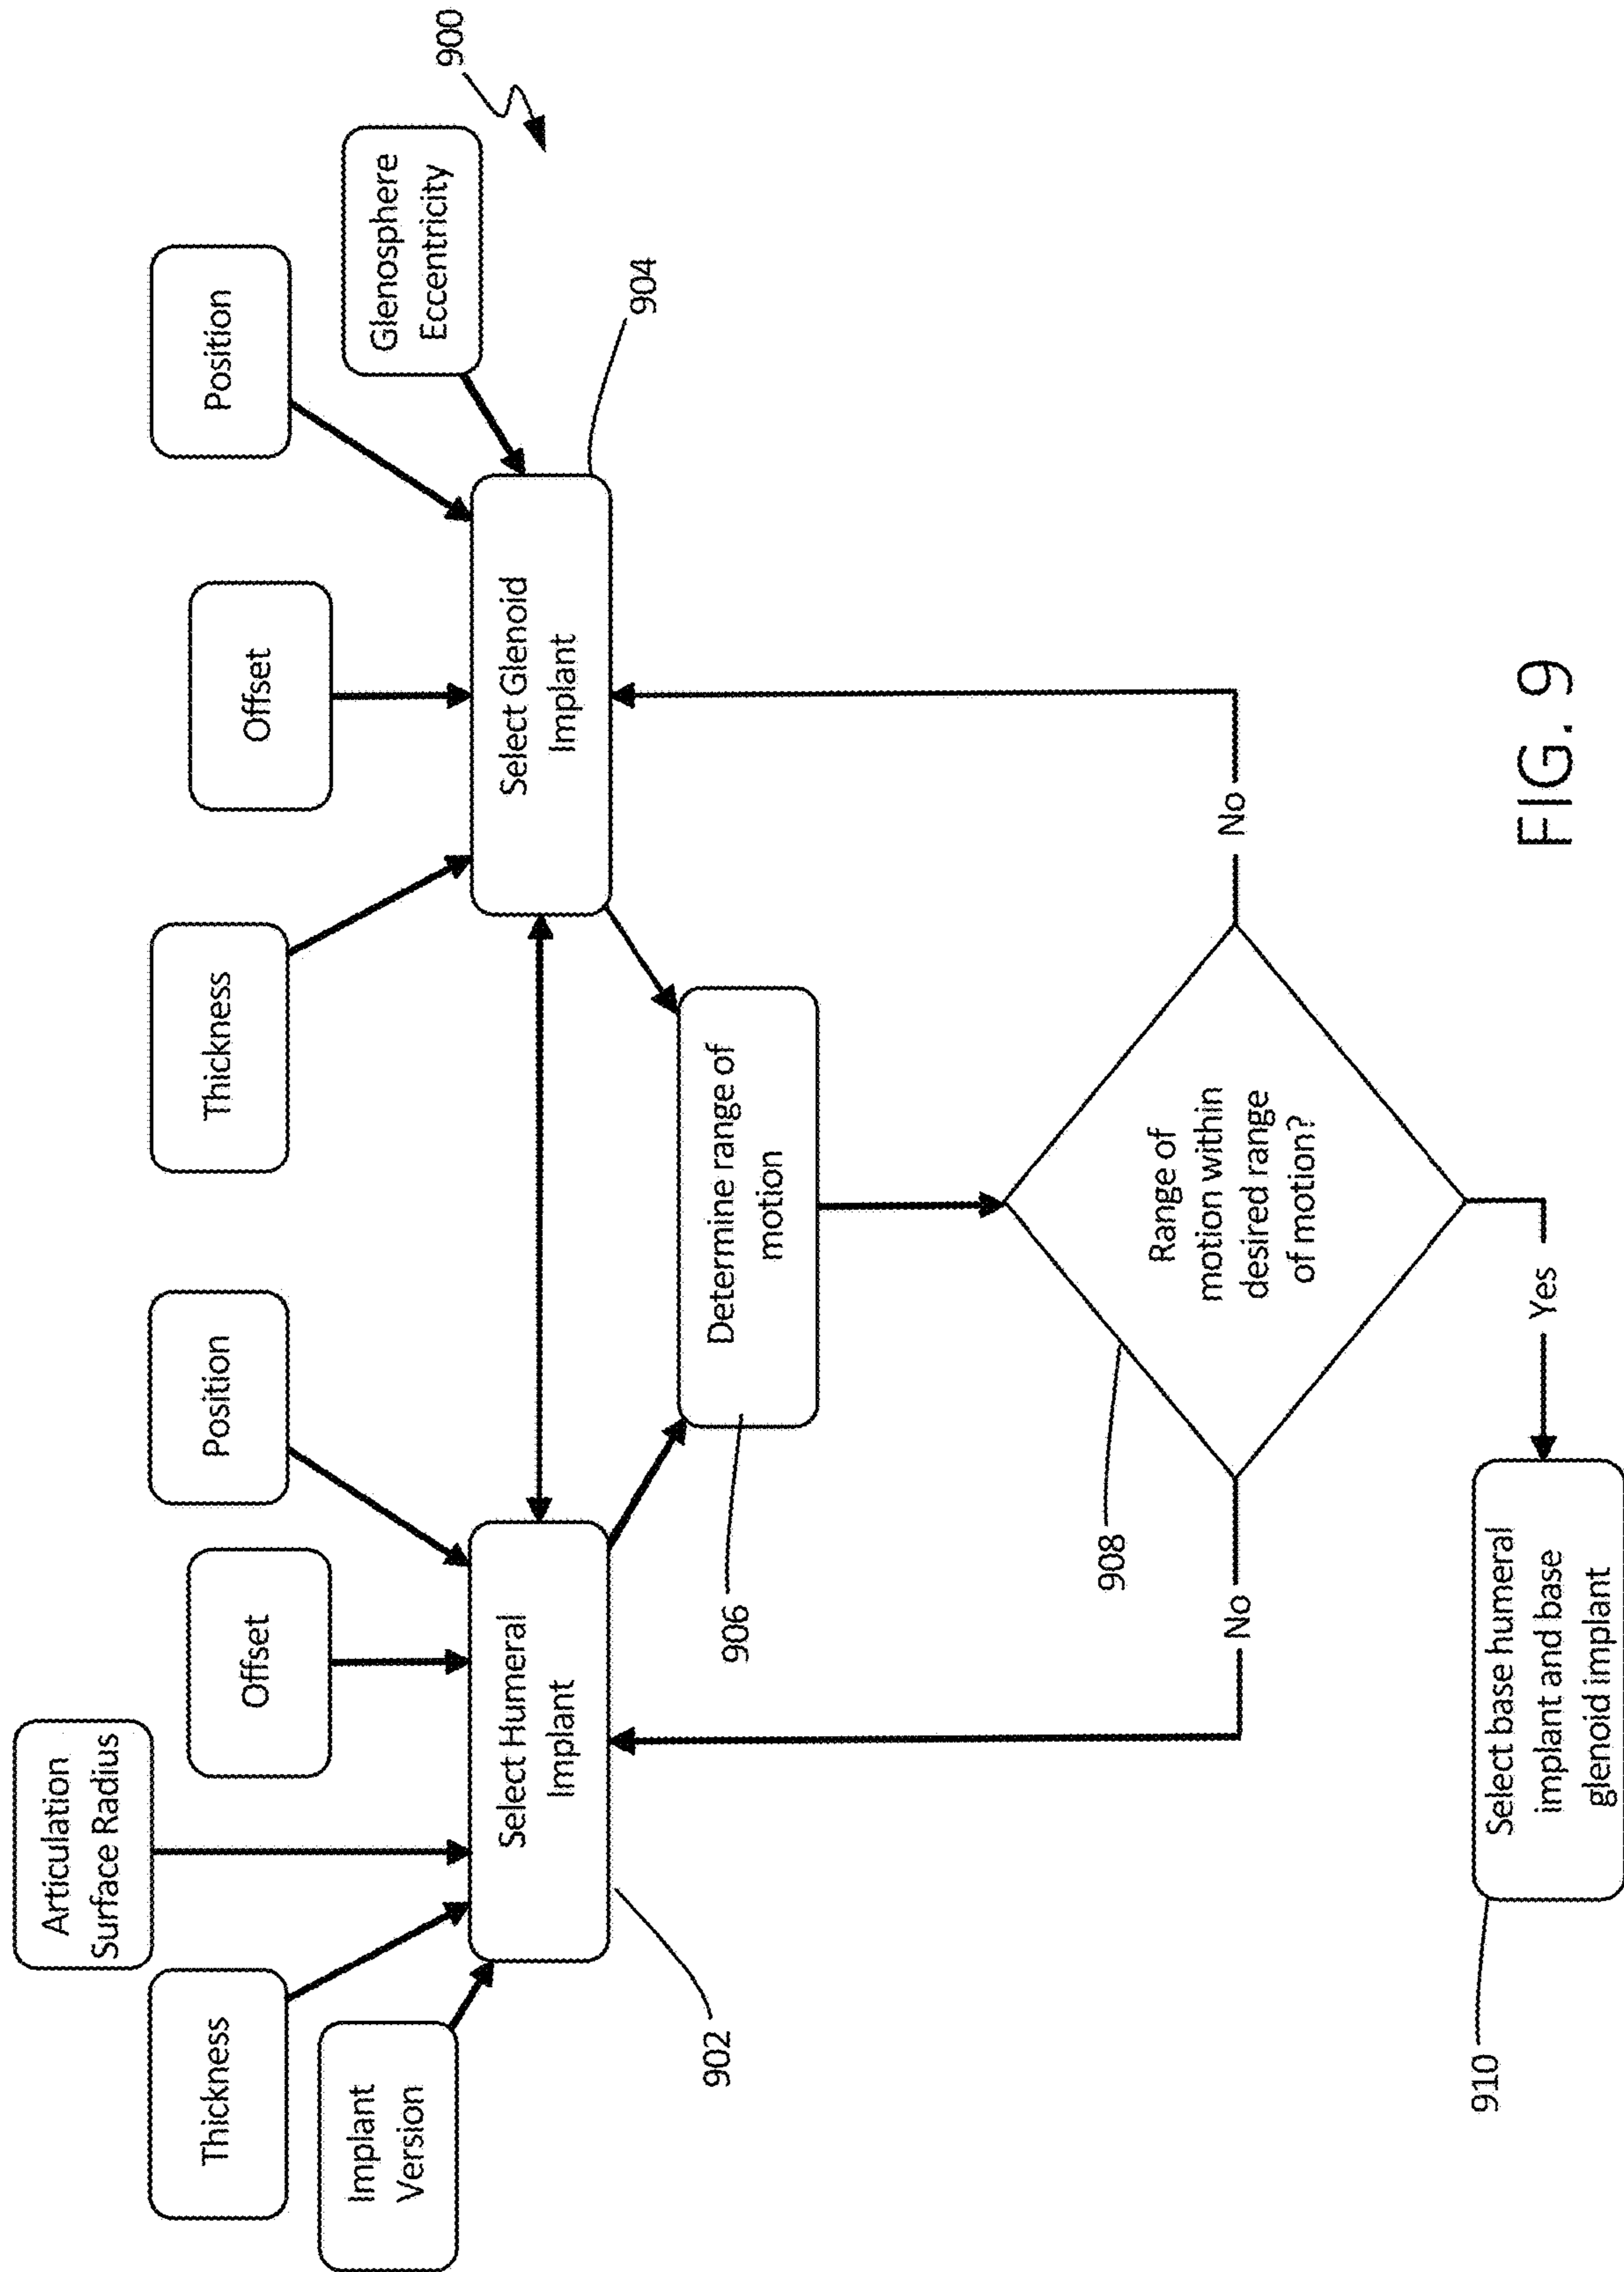 900
Articulation
Surface Radius
Thickness
Offset
Position
Thickness
Offset
Position
Implant
Version
Glenosphere
Eccentricity
Select Humeral
Implant
Select Glenoid
Implant
902
904
Determine range of
motion
906
908
Range of
motion within
desired range
of motion?
No
No
Yes
Select base humeral
implant and base
glenoid implant
910
FIG. 9